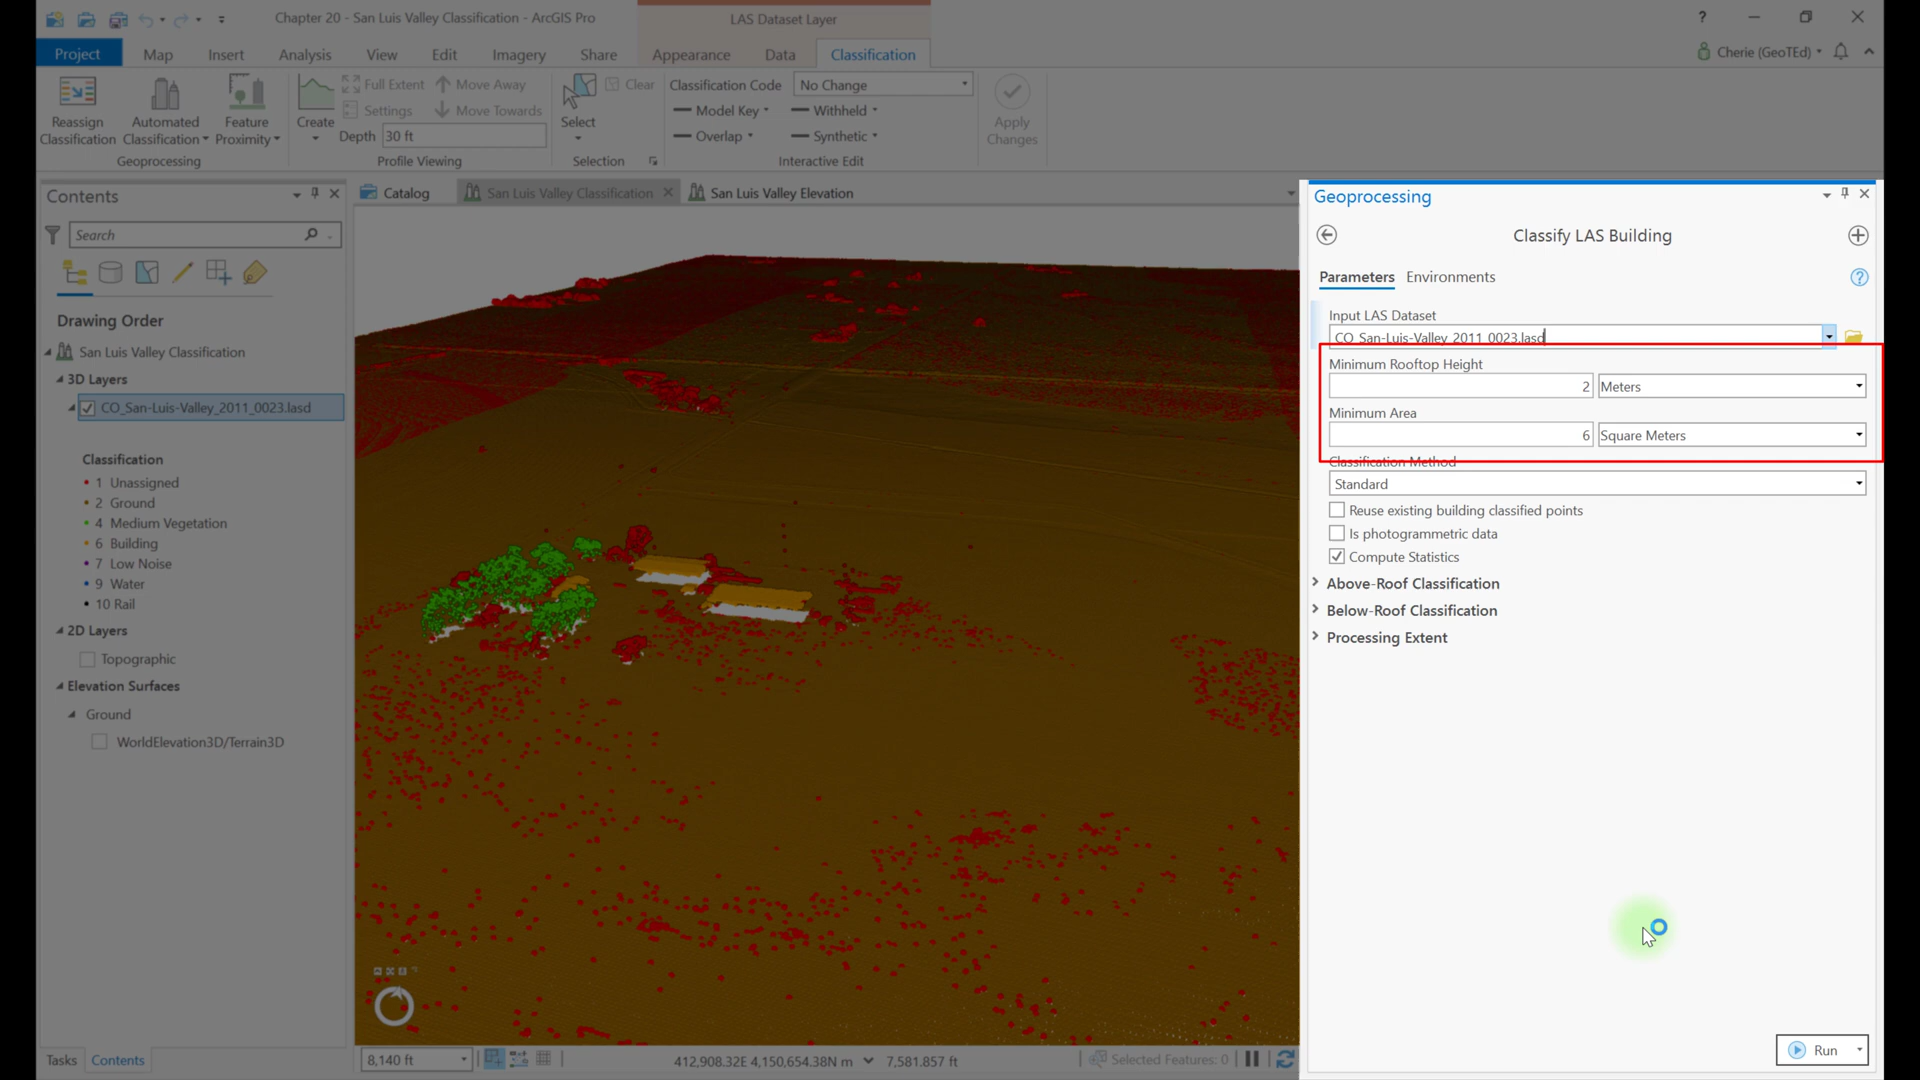 Chapter 20 - San Luis Valley Classification - ArcGIS Pro
LAS Dataset Layer
?
Project
Map
Insert
Analysis
View
Edit
Imagery
Share
Appearance
Data
Classification
Cherie (GeoTEd)
Reassign
Classification
Automated
Classification
Feature
Proximity
Geoprocessing
Create
Full Extent
Move Away
Settings
Move Towards
Depth
30 ft
Profile Viewing
Select
Clear
Selection
Classification Code
No Change
Model Key
Withheld
Overlap
Synthetic
Interactive Edit
Apply
Changes
Contents
Search
Drawing Order
San Luis Valley Classification
3D Layers
CO_San-Luis-Valley_2011_0023.lasd
Classification
1 Unassigned
2 Ground
4 Medium Vegetation
6 Building
7 Low Noise
9 Water
10 Rail
2D Layers
Topographic
Elevation Surfaces
Ground
WorldElevation3D/Terrain3D
Tasks
Contents
Catalog
San Luis Valley Classification
San Luis Valley Elevation
8,140 ft
412,908.32E 4,150,654.38N m
7,581.857 ft
Selected Features: 0
Geoprocessing
Classify LAS Building
Parameters
Environments
?
Input LAS Dataset
CO_San-Luis-Valley_2011_0023.lasd
Minimum Rooftop Height
2
Meters
Minimum Area
6
Square Meters
Classification Method
Standard
Reuse existing building classified points
Is photogrammetric data
Compute Statistics
Above-Roof Classification
Below-Roof Classification
Processing Extent
Run